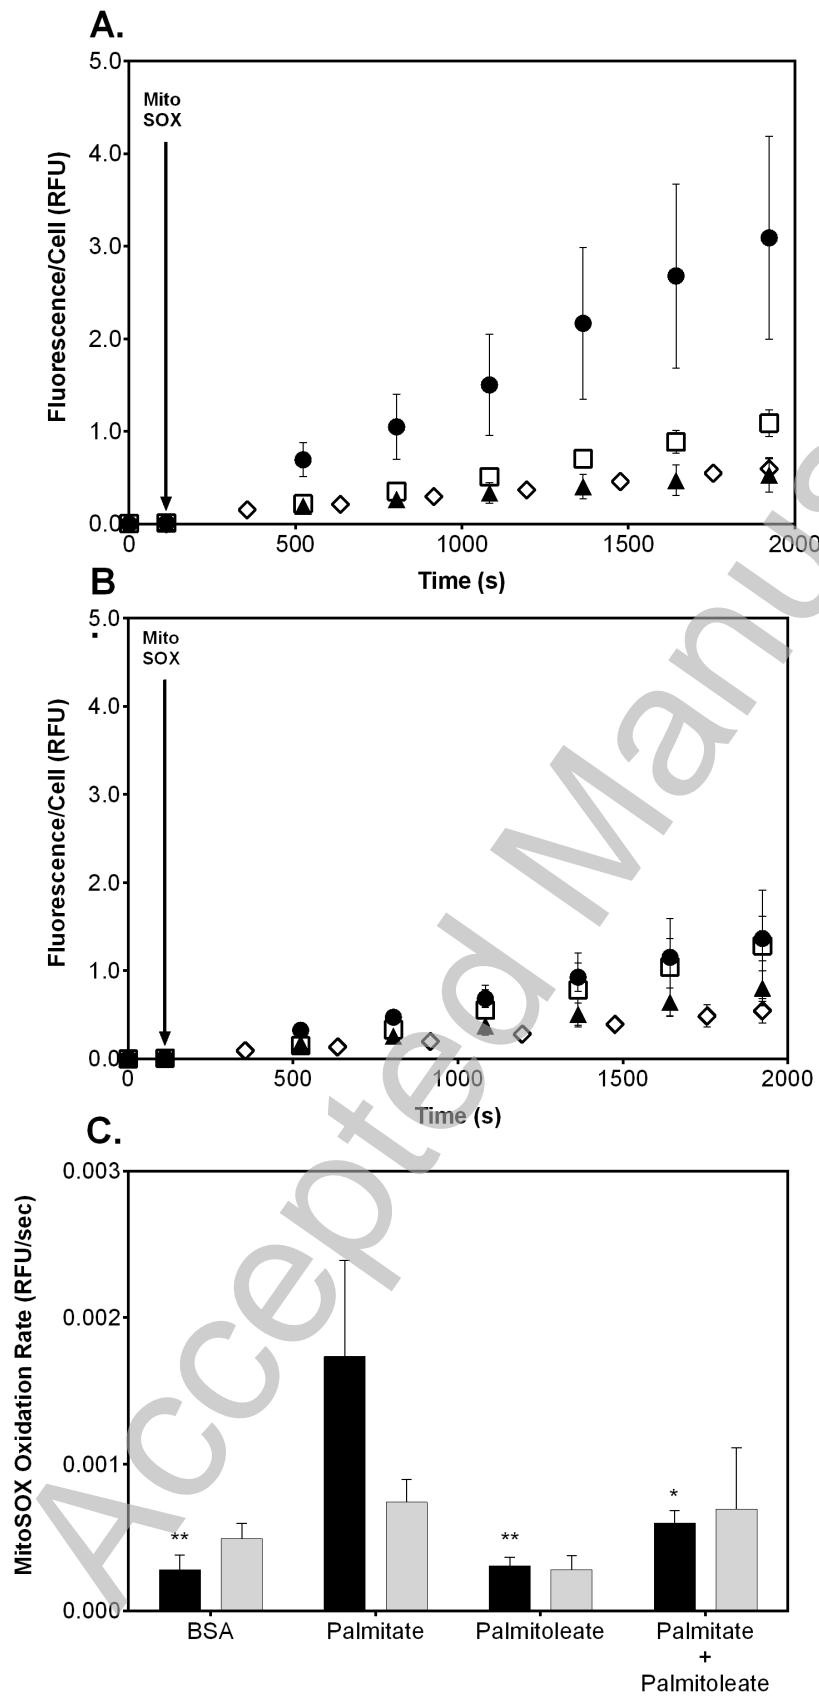 A.
5.0
Mito
SOX
4.0
3.0
2.0
1.0
0.0
Fluorescence/Cell (RFU)
0 500 1000 1500 2000
Time (s)
B
.
5.0
Mito
SOX
4.0
3.0
2.0
1.0
0.0
Fluorescence/Cell (RFU)
0 500 1000 1500 2000
Time (s)
C.
0.003
0.002
0.001
0.000
MitoSOX Oxidation Rate (RFU/sec)
** ** *
BSA Palmitate Palmitoleate Palmitate
+
Palmitoleate
Accepted Manus